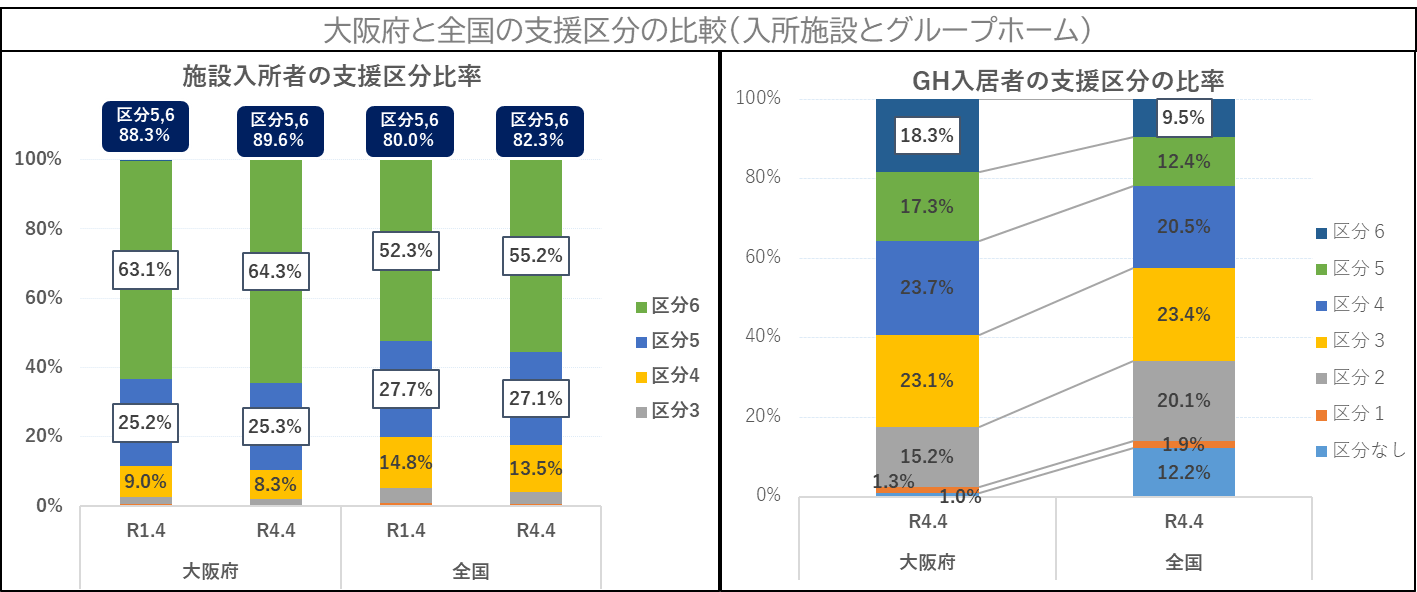 大阪府と全国の支援区分の比較（入所施設とグループホーム）
施設入所者の支援区分比率
区分5,6
88.3%
区分5,6
89.6%
区分5,6
80.0%
区分5,6
82.3%
100%
80%
60%
40%
20%
0%
63.1%
64.3%
52.3%
55.2%
25.2%
25.3%
27.7%
27.1%
9.0%
8.3%
14.8%
13.5%
R1.4
R4.4
R1.4
R4.4
大阪府
全国
区分6
区分5
区分4
区分3
GH入居者の支援区分の比率
100%
80%
60%
40%
20%
0%
18.3%
17.3%
23.7%
23.1%
15.2%
1.3%
1.0%
9.5%
12.4%
20.5%
23.4%
20.1%
1.9%
12.2%
R4.4
R4.4
大阪府
全国
区分６
区分５
区分４
区分３
区分２
区分１
区分なし